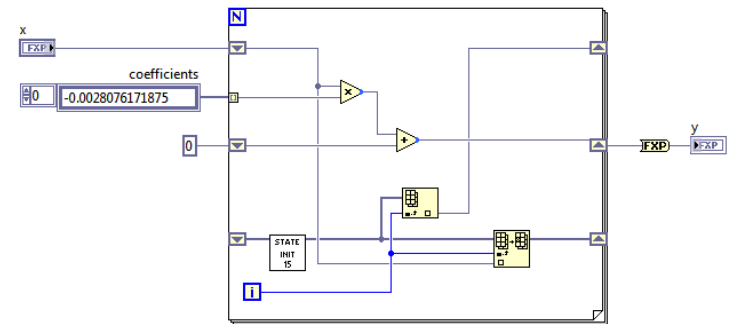 N
x
FXP
coefficients
0
-0.0028076171875
x
+
0
FXP
y
FXP
STATE
INIT
15
i